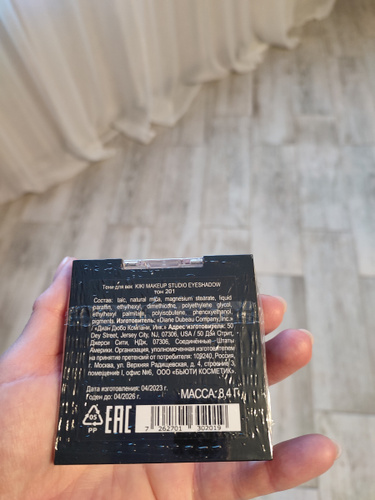 Тени для век KIKI MAKEUP STUDIO EYESHADOW
тон 201
Состав: talc, natural mica, magnesium stearate, liquid
paraffin, ethylhexyl, dimethicone, polyethylene glycol,
ethylhexyl palmitate, polyisobutene, phenoxyethanol,
pigments. Изготовитель: «Diane Dubeau Company,Inc.»
/ «Диан Дюбо Компани, Инк.» Адрес изготовителя: 50
Dey Street, Jersey City, NJ, 07306, USA / 50 Дэй Стрит,
Джерси Сити, НДж, 07306, Соединённые Штаты
Америки. Организация, уполномоченная изготовителем
на принятие претензий от потребителя: 109240, Россия,
г. Москва, ул. Верхняя Радищевская, д. 4, строение 3,
помещение I, офис №6, ООО "БЬЮТИ КОСМЕТИК".
Дата изготовления: 04/2023 г.
Годен до: 04/2026 г.
МАССА: 8,4 Г
05
PP
EAC
7 262701 302019